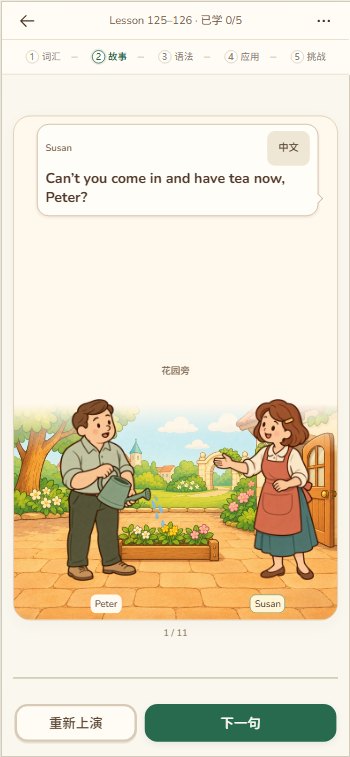 Lesson 125–126 · 已学 0/5
1 词汇 – 2 故事 – 3 语法 – 4 应用 – 5 挑战
Susan
中文
Can't you come in and have tea now,
Peter?
花园旁
Peter
Susan
1 / 11
重新上演
下一句